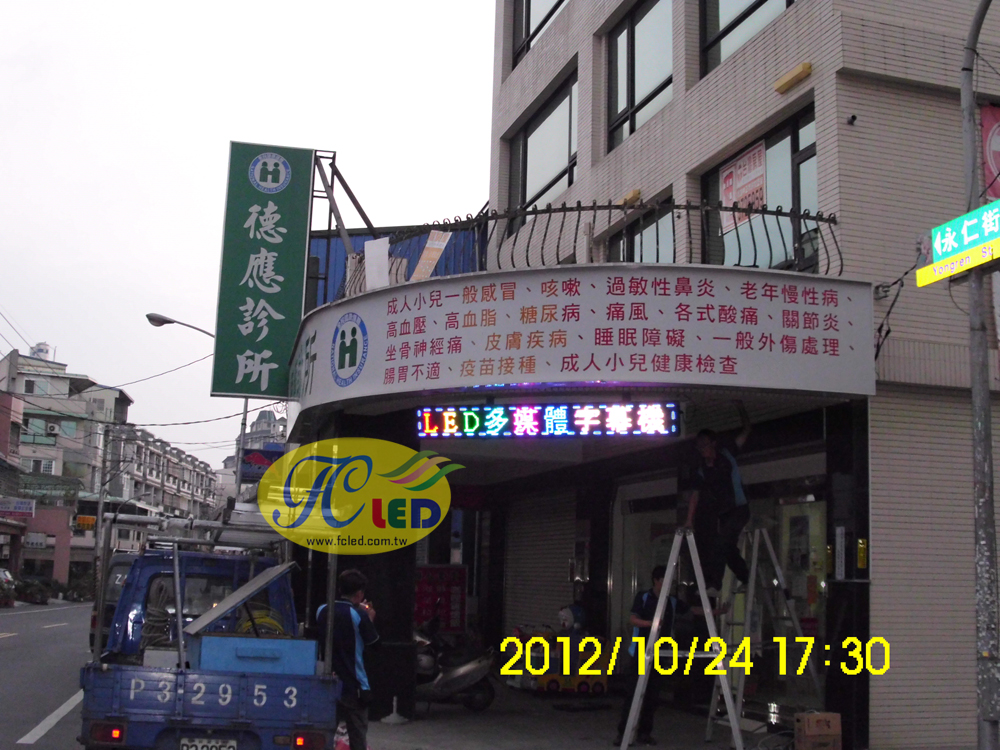 德應診所
成人小兒一般感冒、咳嗽、過敏性鼻炎、老年慢性病、
高血壓、高血脂、糖尿病、痛風、各式酸痛、關節炎、
坐骨神經痛、皮膚疾病、睡眠障礙、一般外傷處理、
腸胃不適、疫苗接種、成人小兒健康檢查
所
LED多媒體字幕機
永仁街
Yongren St.
FC LED
www.fcled.com.tw
P3-2953
2012/10/24 17:30